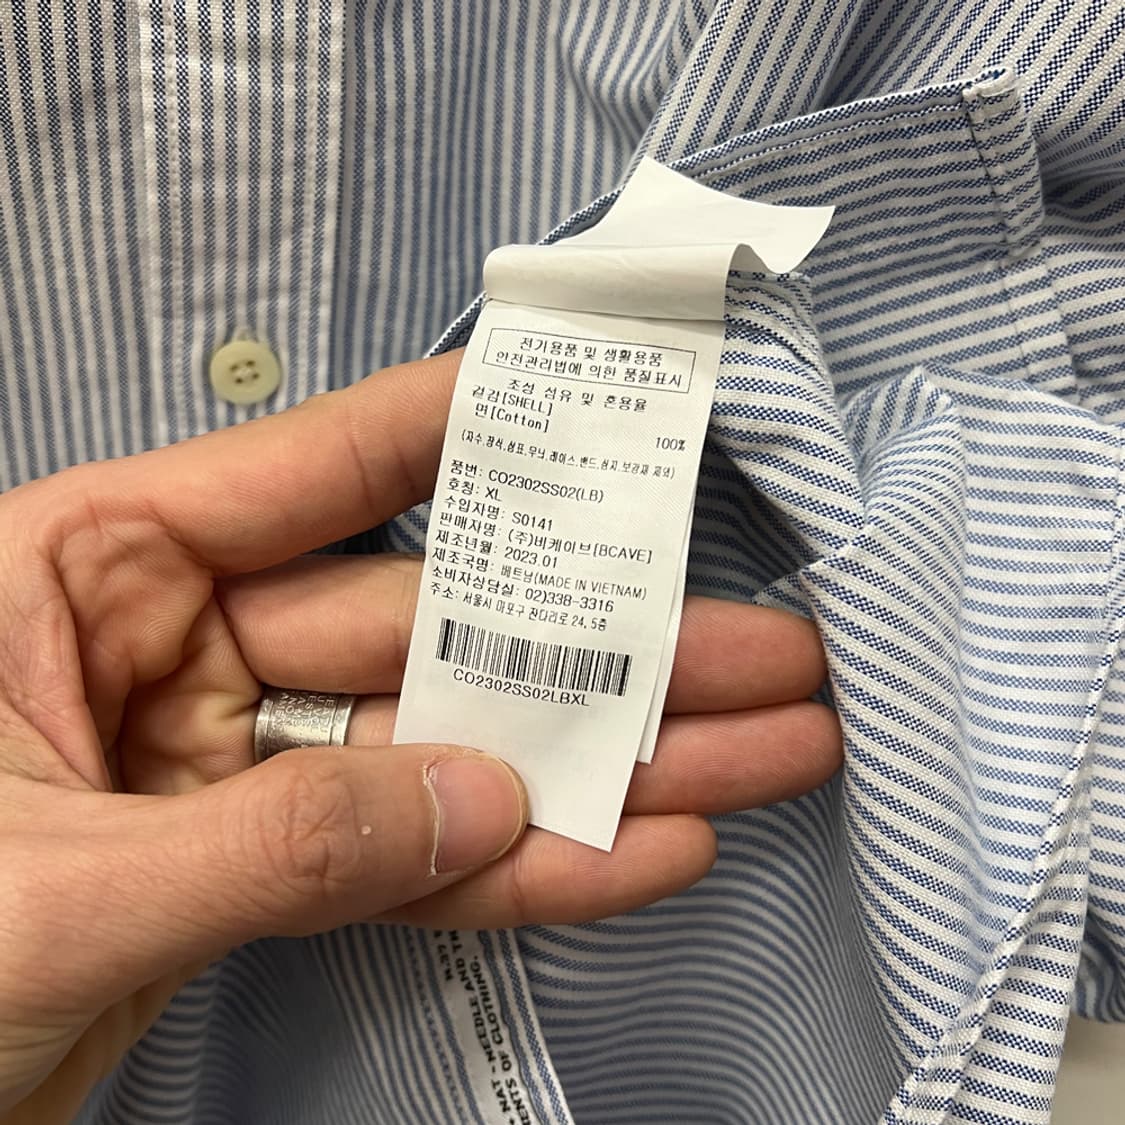 전기용품 및 생활용품
안전관리법에 의한 품질표시
조성 섬유 및 혼용율
겉감[SHELL]
면[Cotton]
100%
(자수.장식.상표.무늬.레이스.밴드.심지.보강재 제외)
품번: CO2302SS02(LB)
호칭: XL
수입자명: S0141
판매자명: (주)비케이브[BCAVE]
제조년월: 2023.01
제조국명: 베트남(MADE IN VIETNAM)
소비자상담실: 02)338-3316
주소: 서울시 마포구 잔다리로 24, 5층
CO2302SS02LBXL
NAT - NEEDLE AND
OF CLOTHING.